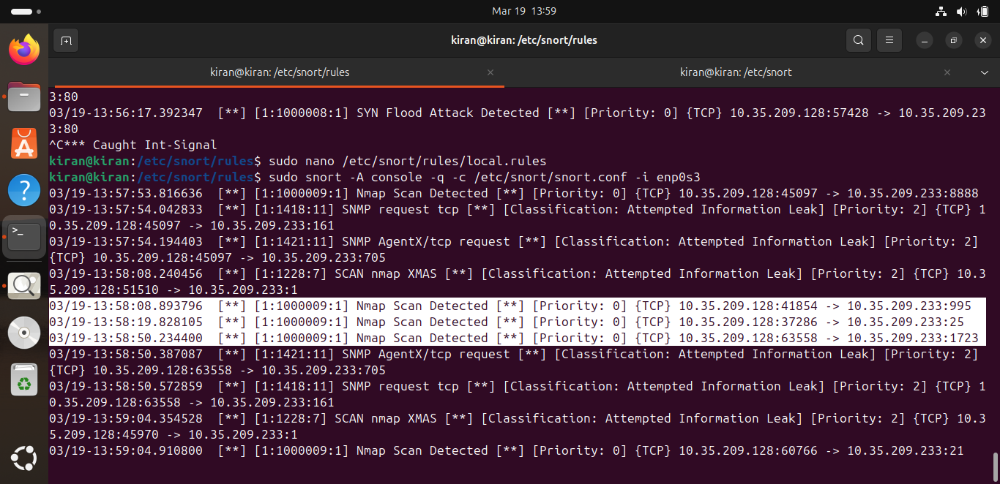 Mar 19 13:59
kiran@kiran: /etc/snort/rules
kiran@kiran: /etc/snort/rules
kiran@kiran: /etc/snort
3:80
03/19-13:56:17.392347  [**] [1:1000008:1] SYN Flood Attack Detected [**] [Priority: 0] {TCP} 10.35.209.128:57428 -> 10.35.209.23
3:80
^C*** Caught Int-Signal
kiran@kiran:/etc/snort/rules$ sudo nano /etc/snort/rules/local.rules
kiran@kiran:/etc/snort/rules$ sudo snort -A console -q -c /etc/snort/snort.conf -i enp0s3
03/19-13:57:53.816636  [**] [1:1000009:1] Nmap Scan Detected [**] [Priority: 0] {TCP} 10.35.209.128:45097 -> 10.35.209.233:8888
03/19-13:57:54.042833  [**] [1:1418:11] SNMP request tcp [**] [Classification: Attempted Information Leak] [Priority: 2] {TCP} 1
0.35.209.128:45097 -> 10.35.209.233:161
03/19-13:57:54.194403  [**] [1:1421:11] SNMP AgentX/tcp request [**] [Classification: Attempted Information Leak] [Priority: 2]
{TCP} 10.35.209.128:45097 -> 10.35.209.233:705
03/19-13:58:08.240456  [**] [1:1228:7] SCAN nmap XMAS [**] [Classification: Attempted Information Leak] [Priority: 2] {TCP} 10.3
5.209.128:51510 -> 10.35.209.233:1
03/19-13:58:08.893796  [**] [1:1000009:1] Nmap Scan Detected [**] [Priority: 0] {TCP} 10.35.209.128:41854 -> 10.35.209.233:995
03/19-13:58:19.828105  [**] [1:1000009:1] Nmap Scan Detected [**] [Priority: 0] {TCP} 10.35.209.128:37286 -> 10.35.209.233:25
03/19-13:58:50.234400  [**] [1:1000009:1] Nmap Scan Detected [**] [Priority: 0] {TCP} 10.35.209.128:63558 -> 10.35.209.233:1723
03/19-13:58:50.387087  [**] [1:1421:11] SNMP AgentX/tcp request [**] [Classification: Attempted Information Leak] [Priority: 2]
{TCP} 10.35.209.128:63558 -> 10.35.209.233:705
03/19-13:58:50.572859  [**] [1:1418:11] SNMP request tcp [**] [Classification: Attempted Information Leak] [Priority: 2] {TCP} 1
0.35.209.128:63558 -> 10.35.209.233:161
03/19-13:59:04.354528  [**] [1:1228:7] SCAN nmap XMAS [**] [Classification: Attempted Information Leak] [Priority: 2] {TCP} 10.3
5.209.128:45970 -> 10.35.209.233:1
03/19-13:59:04.910800  [**] [1:1000009:1] Nmap Scan Detected [**] [Priority: 0] {TCP} 10.35.209.128:60766 -> 10.35.209.233:21